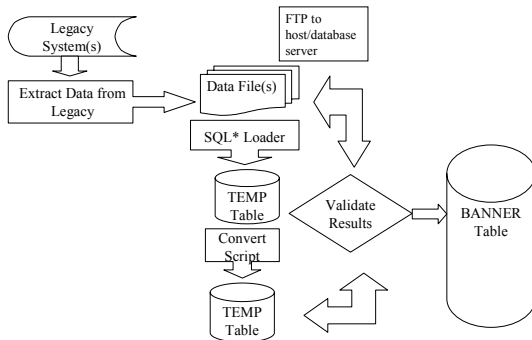 Legacy
System(s)
Extract Data from
Legacy
Data File(s)
FTP to
host/database
server
SQL* Loader
TEMP
Table
Convert
Script
TEMP
Table
Validate
Results
BANNER
Table